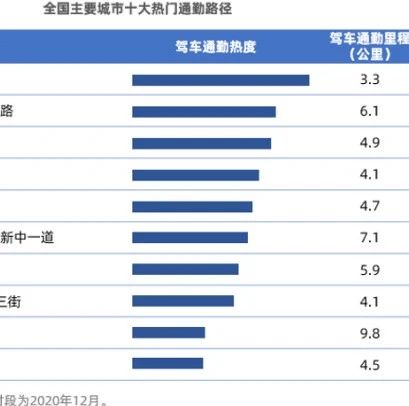 全国主要城市十大热门通勤路径
驾车通勤热度 驾车通勤里程
（公里）
3.3
路 6.1
4.9
4.1
4.7
新中一道 7.1
5.9
三街 4.1
9.8
4.5
时段为2020年12月。